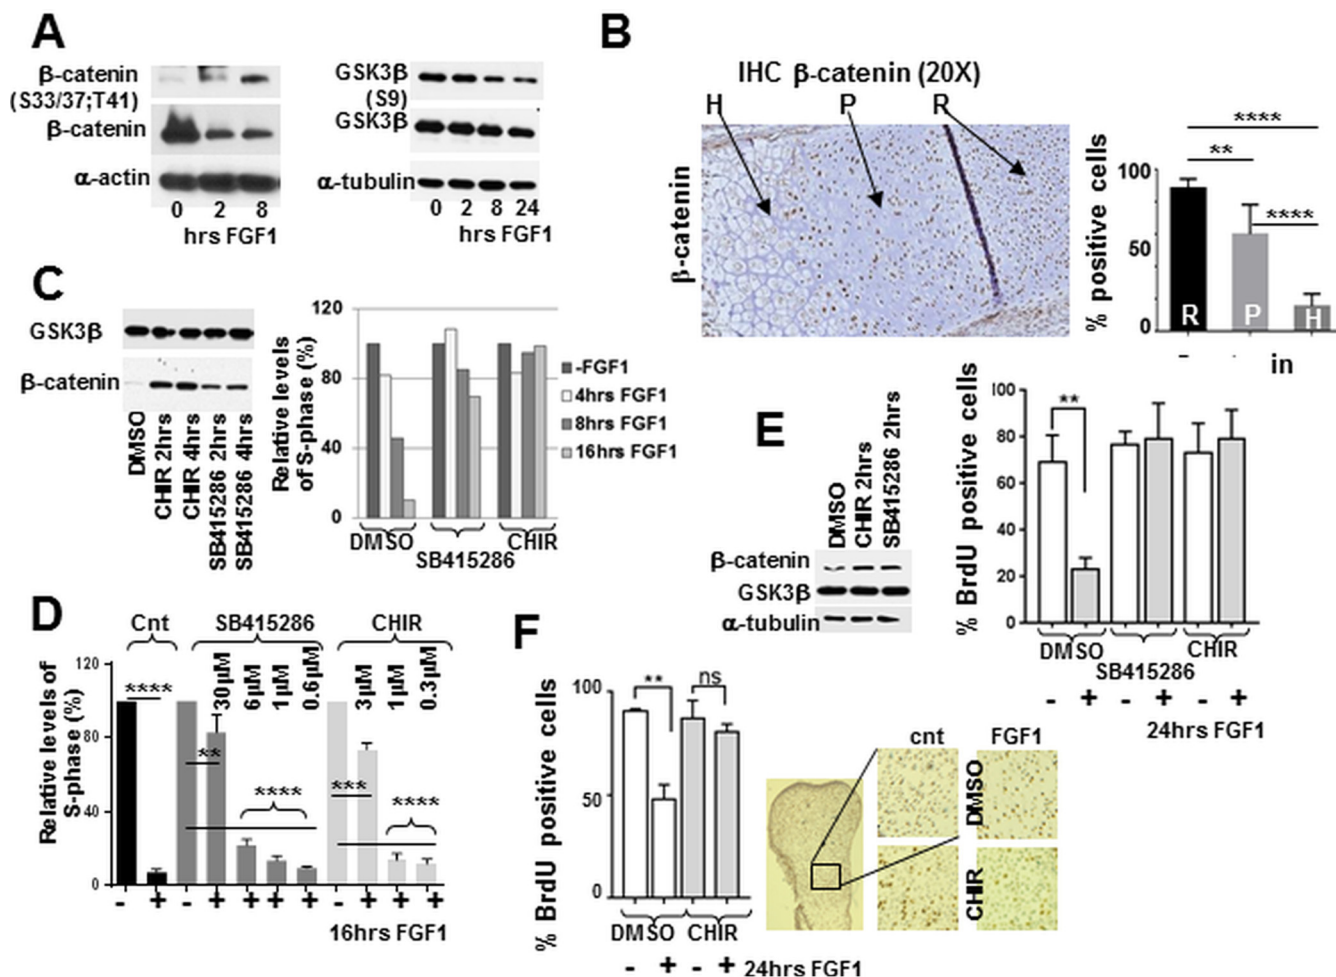 A
β-catenin
(S33/37;T41)
β-catenin
α-actin
0 2 8
hrs FGF1
GSK3β
(S9)
GSK3β
α-tubulin
0 2 8 24
hrs FGF1
B
IHC β-catenin (20X)
H P R
β-catenin
% positive cells
100
50
0
****
**
****
R P H
in
C
GSK3β
β-catenin
DMSO
CHIR 2hrs
CHIR 4hrs
SB415286 2hrs
SB415286 4hrs
Relative levels
of S-phase (%)
120
80
40
0
-FGF1
4hrs FGF1
8hrs FGF1
16hrs FGF1
DMSO
SB415286
CHIR
D
Cnt SB415286 CHIR
Relative levels of
S-phase (%)
120
80
40
0
30µM
6µM
1µM
0.6µM
3µM
1µM
0.3µM
****
**
****
***
****
- + - + + + + - + + +
16hrs FGF1
E
DMSO
CHIR 2hrs
SB415286 2hrs
β-catenin
GSK3β
α-tubulin
% BrdU positive cells
100
80
60
40
20
0
**
DMSO
SB415286
CHIR
- + - + - +
24hrs FGF1
F
% BrdU positive cells
100
50
0
**
ns
DMSO CHIR
- + - +
24hrs FGF1
cnt FGF1
DMSO
CHIR